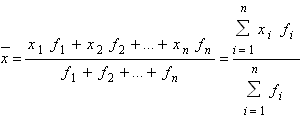 x̄ = (x₁ f₁ + x₂ f₂ + ... + xₙ fₙ) / (f₁ + f₂ + ... + fₙ) = (∑ᵢ₌₁ⁿ xᵢ fᵢ) / (∑ᵢ₌₁ⁿ fᵢ)